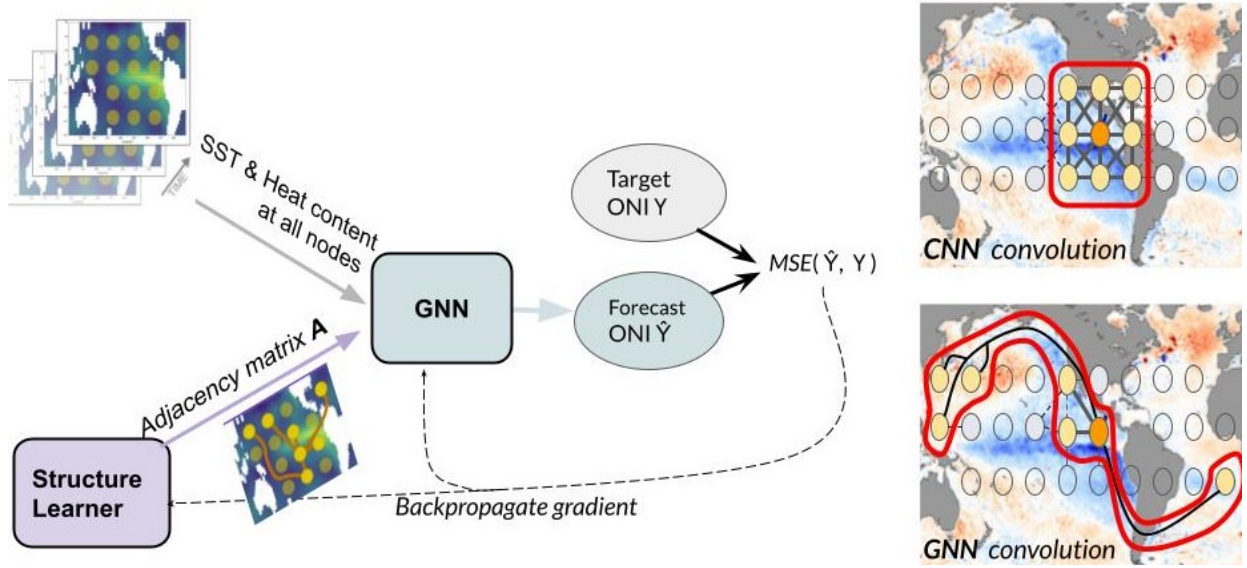 TIME
SST & Heat content
at all nodes
Target
ONI Y
MSE(Ŷ, Y)
GNN
Forecast
ONI Ŷ
Adjacency matrix A
Structure
Learner
Backpropagate gradient
CNN convolution
GNN convolution